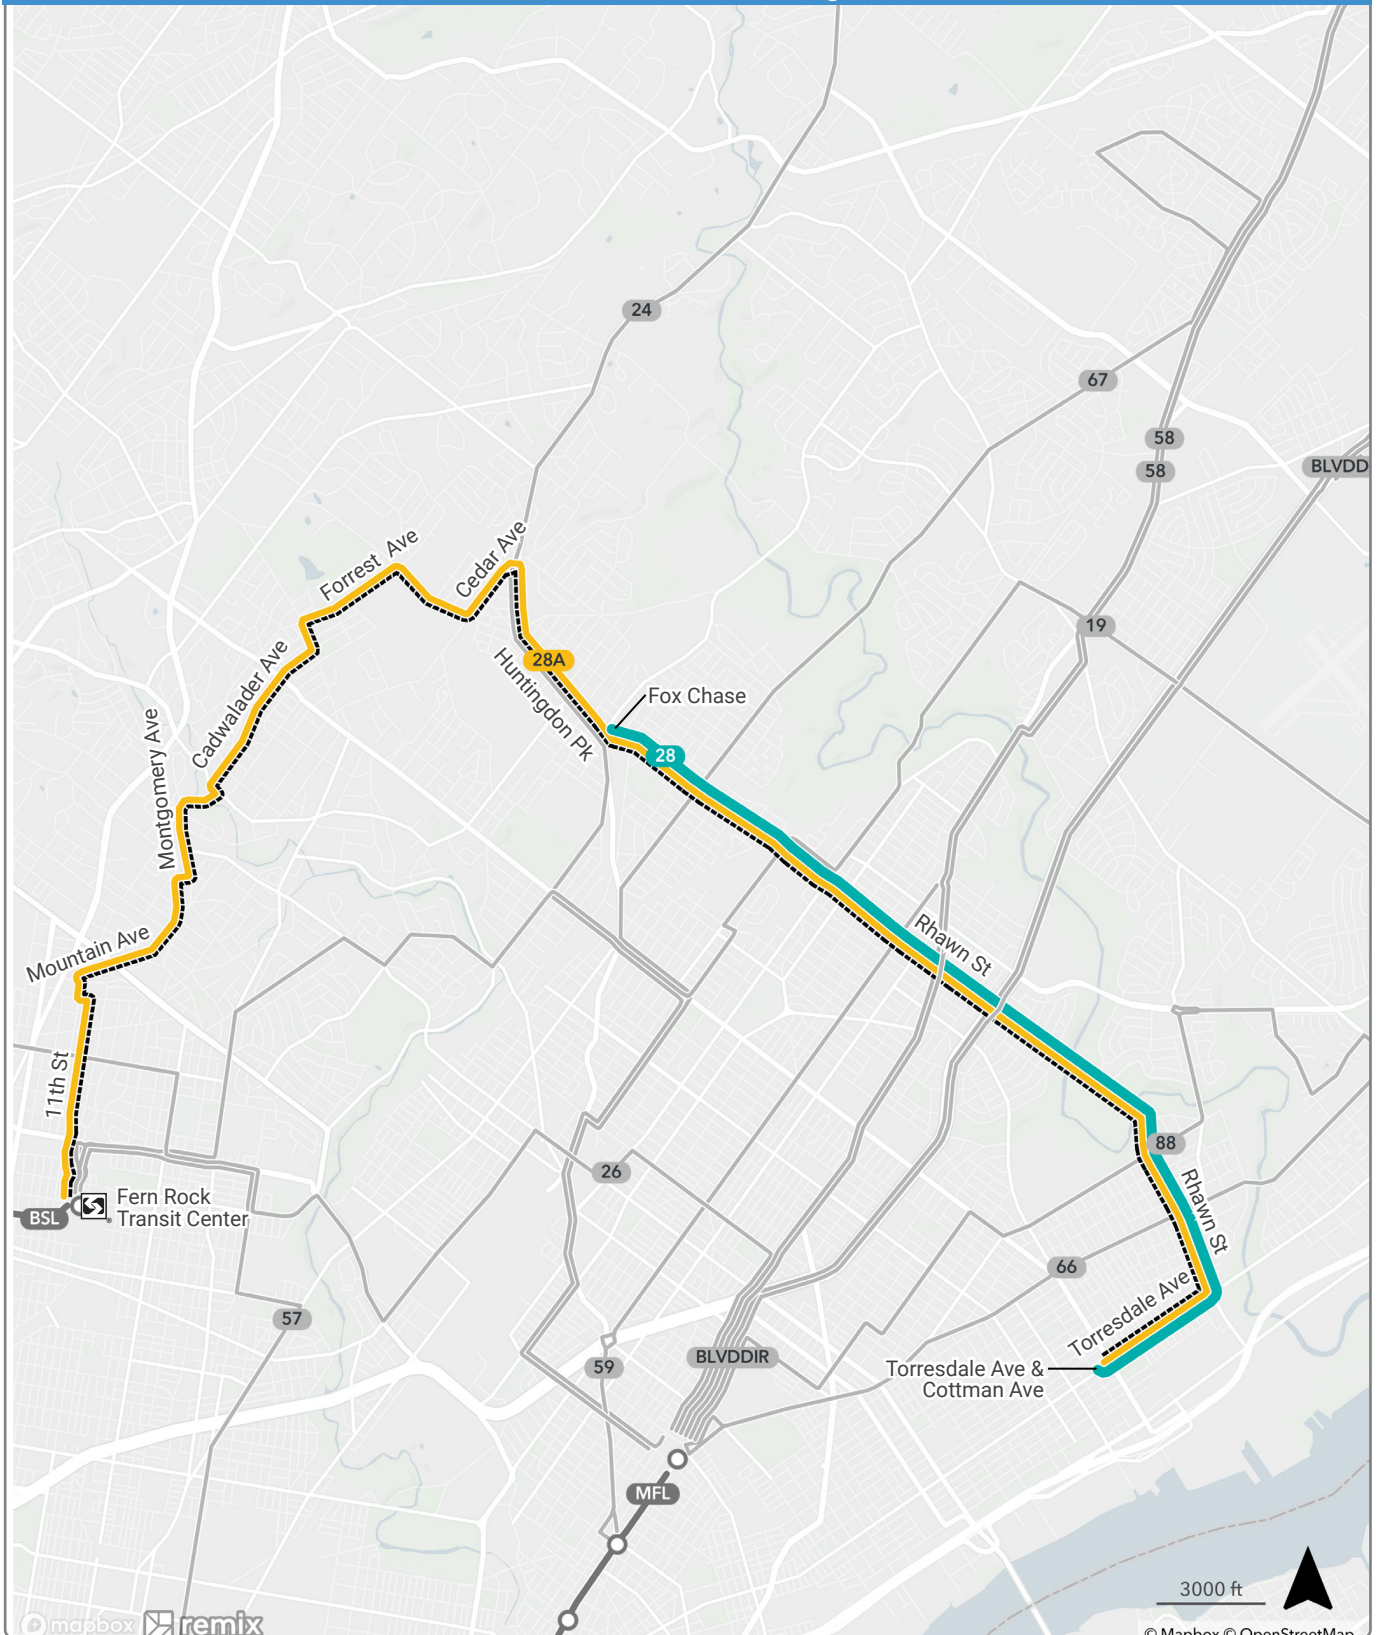 24
67
58
58
BLVDD
19
Forrest Ave
Cedar Ave
28A
Huntingdon Pk
Fox Chase
28
Cadwalader Ave
Montgomery Ave
Mountain Ave
Rhawn St
11th St
88
26
Rhawn St
Fern Rock
Transit Center
BSL
66
Torresdale Ave
57
59
BLVDDIR
Torresdale Ave &
Cottman Ave
MFL
3000 ft
mapbox
remix
© Mapbox © OpenStreetMap